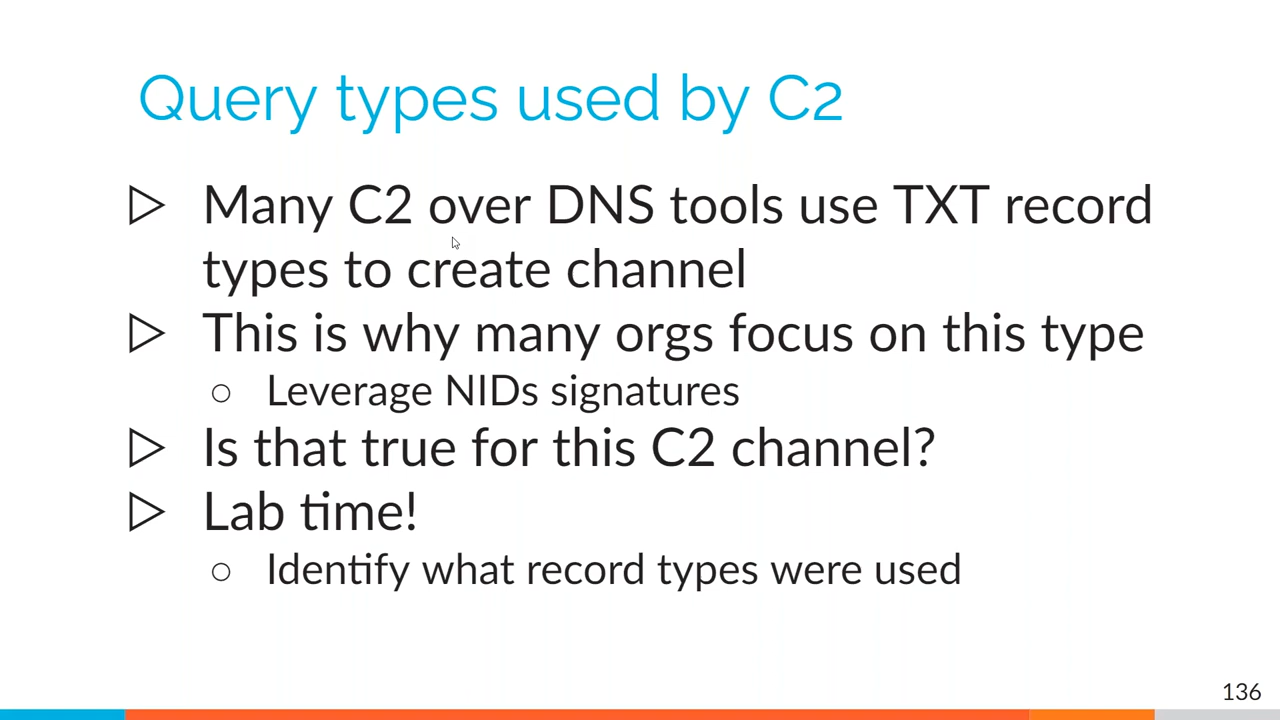 Query types used by C2
▷ Many C2 over DNS tools use TXT record
types to create channel
▷ This is why many orgs focus on this type
○ Leverage NIDs signatures
▷ Is that true for this C2 channel?
▷ Lab time!
○ Identify what record types were used
136